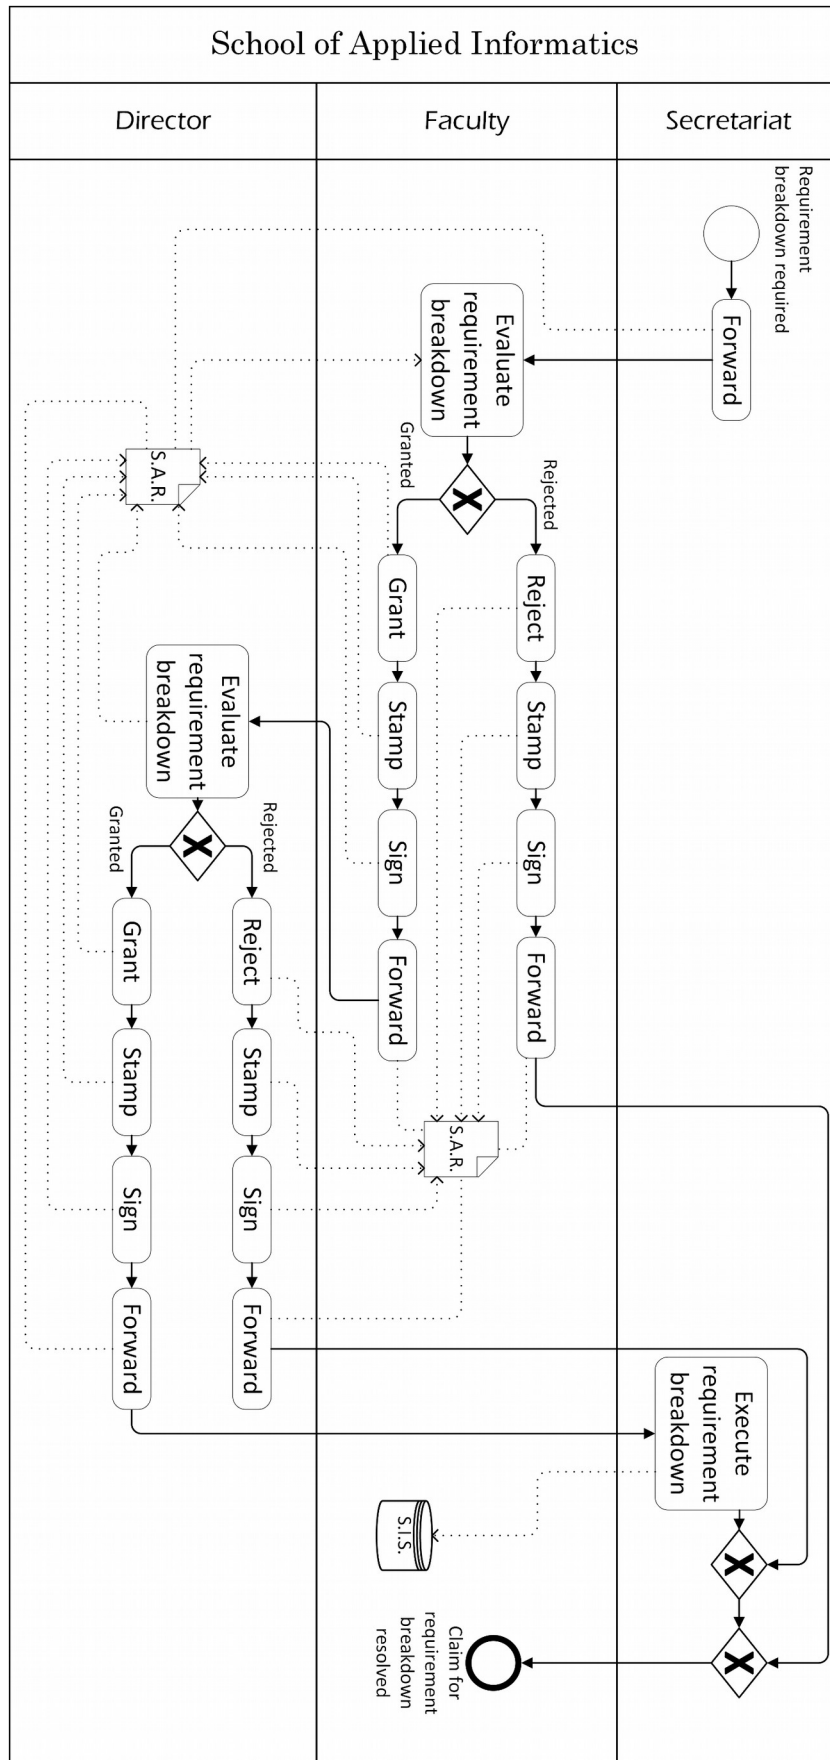 School of Applied Informatics
Director
Faculty
Secretariat
Requirement
breakdown required
Forward
Evaluate
requirement
breakdown
Rejected
Granted
S.A.R.
Reject
Stamp
Sign
Forward
Grant
Stamp
Sign
Forward
Evaluate
requirement
breakdown
Rejected
Granted
Reject
Stamp
Sign
Forward
Grant
Stamp
Sign
Forward
S.A.R.
Execute
requirement
breakdown
S.I.S.
Claim for
requirement
breakdown
resolved